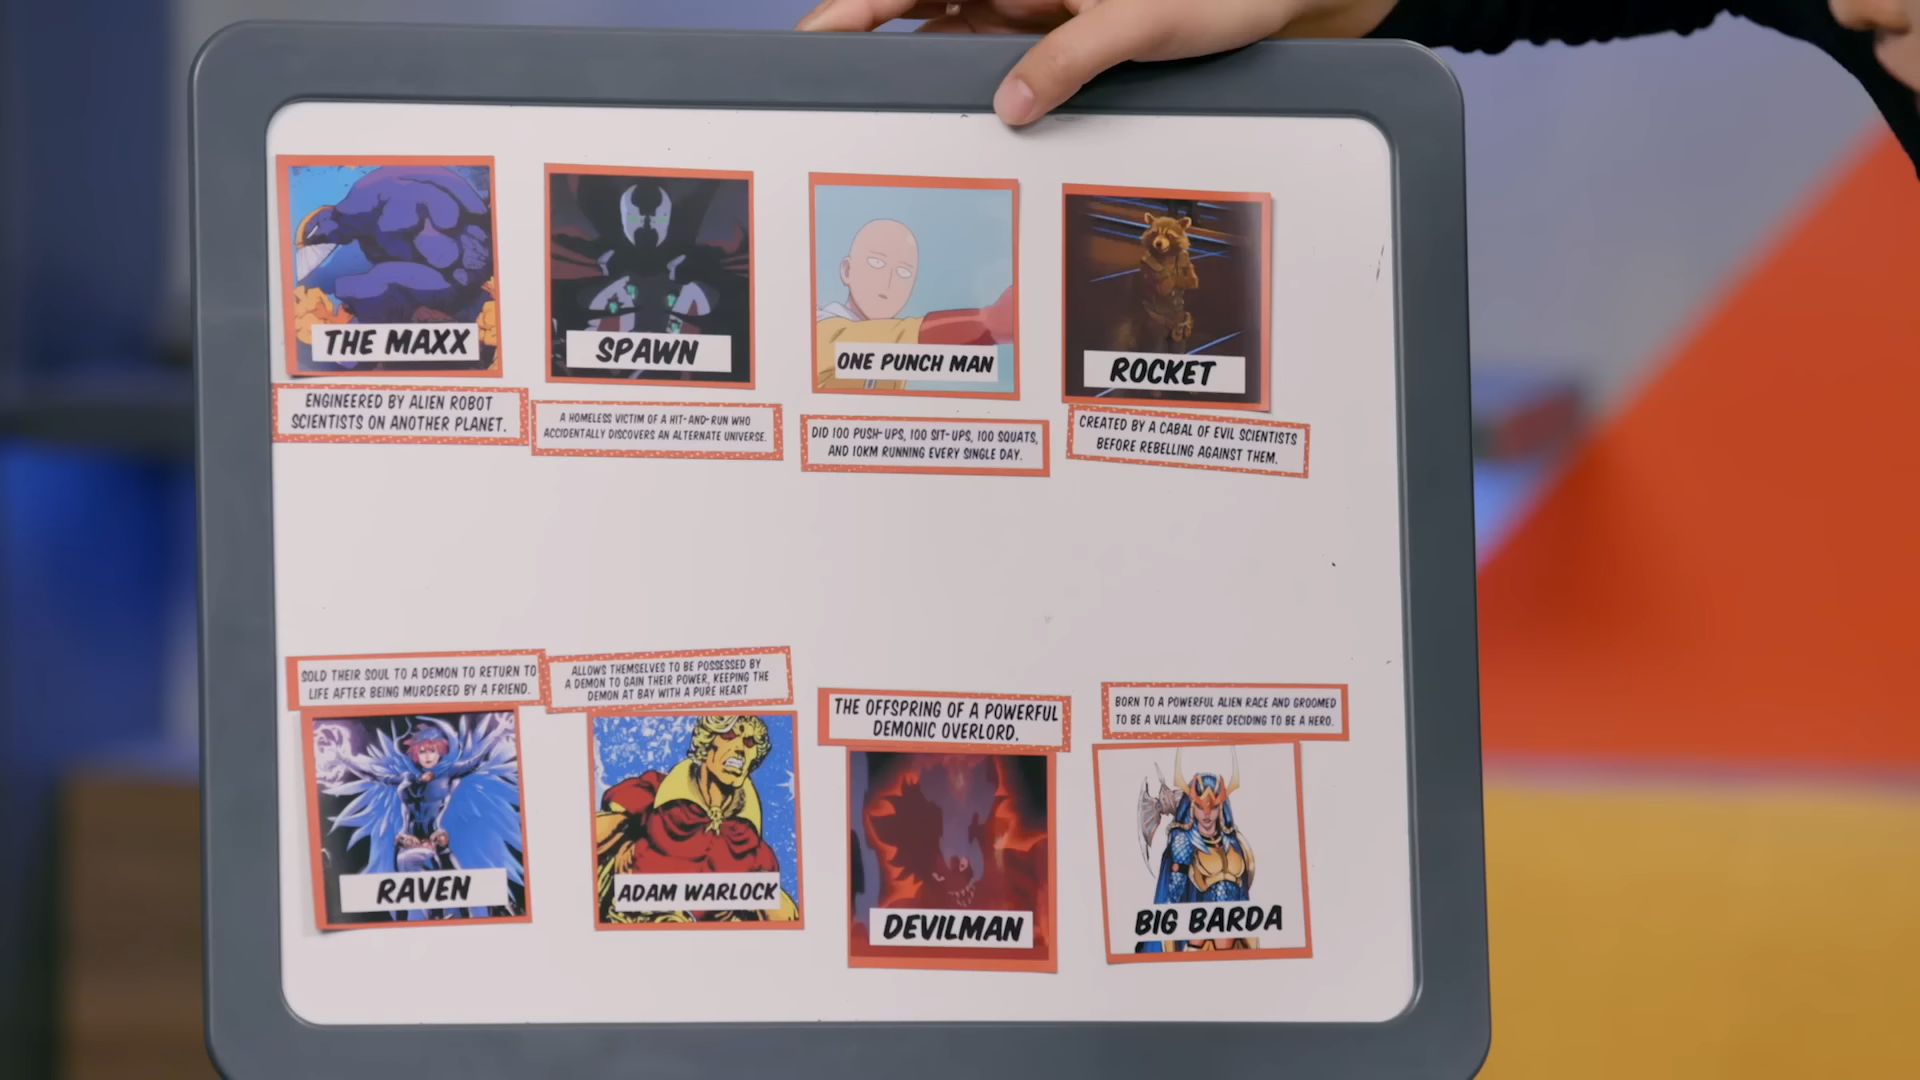 THE MAXX
ENGINEERED BY ALIEN ROBOT
SCIENTISTS ON ANOTHER PLANET.
SPAWN
A HOMELESS VICTIM OF A HIT-AND-RUN WHO
ACCIDENTALLY DISCOVERS AN ALTERNATE UNIVERSE.
ONE PUNCH MAN
DID 100 PUSH-UPS, 100 SIT-UPS, 100 SQUATS,
AND 10KM RUNNING EVERY SINGLE DAY.
ROCKET
CREATED BY A CABAL OF EVIL SCIENTISTS
BEFORE REBELLING AGAINST THEM.
SOLD THEIR SOUL TO A DEMON TO RETURN TO
LIFE AFTER BEING MURDERED BY A FRIEND.
RAVEN
ALLOWS THEMSELVES TO BE POSSESSED BY
A DEMON TO GAIN THEIR POWER, KEEPING THE
DEMON AT BAY WITH A PURE HEART
ADAM WARLOCK
THE OFFSPRING OF A POWERFUL
DEMONIC OVERLORD.
DEVILMAN
BORN TO A POWERFUL ALIEN RACE AND GROOMED
TO BE A VILLAIN BEFORE DECIDING TO BE A HERO.
BIG BARDA